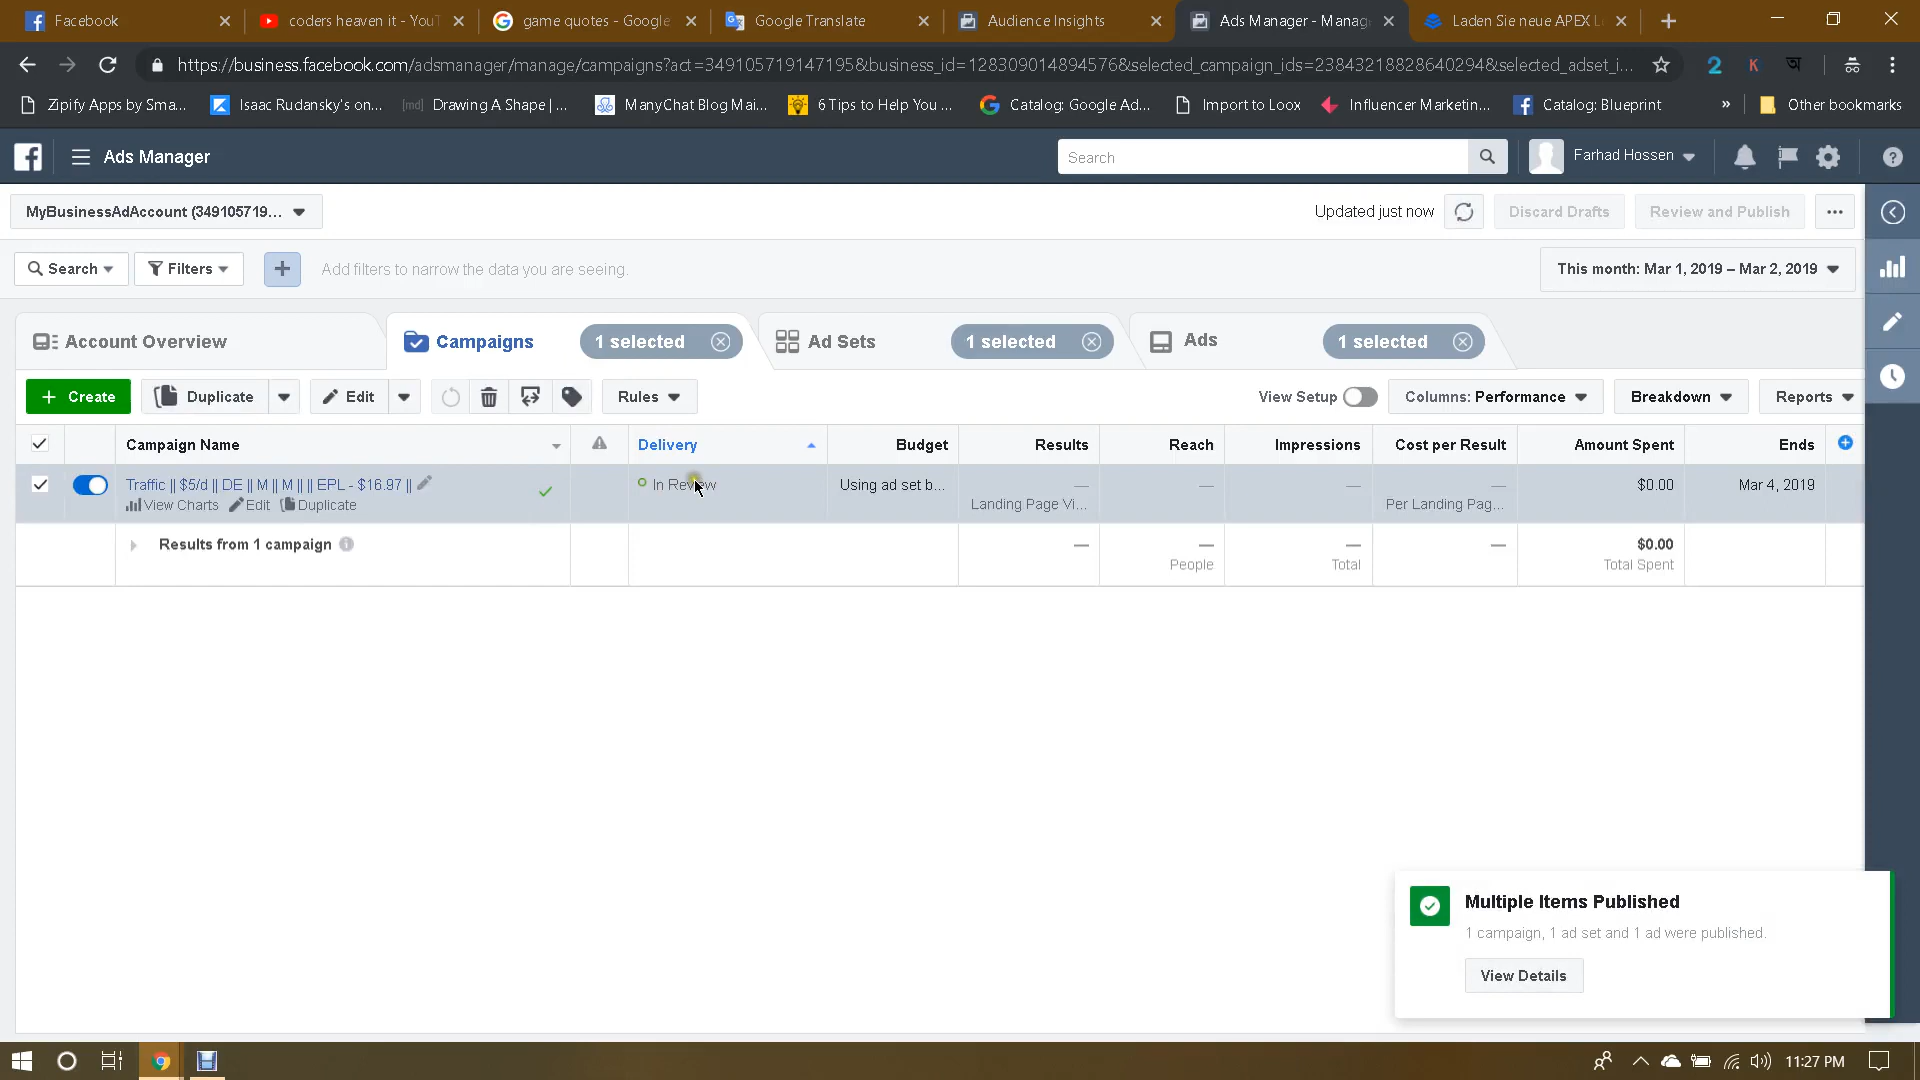 Facebook
coders heaven it - YouT
game quotes - Google
Google Translate
Audience Insights
Ads Manager - Manag
Laden Sie neue APEX L
https://business.facebook.com/adsmanager/manage/campaigns?act=349105719147195&business_id=128309014894576&selected_campaign_ids=23843218828640294&selected_adset_i...
2 K অ
Zipify Apps by Sma...
Isaac Rudansky's on...
[md] Drawing A Shape | ...
ManyChat Blog Mai...
6 Tips to Help You ...
Catalog: Google Ad...
Import to Loox
Influencer Marketin...
Catalog: Blueprint
»
Other bookmarks
Ads Manager
Search
Farhad Hossen
MyBusinessAdAccount (349105719...
Updated just now
Discard Drafts
Review and Publish
Search
Filters
Add filters to narrow the data you are seeing.
This month: Mar 1, 2019 – Mar 2, 2019
Account Overview
Campaigns
1 selected
Ad Sets
1 selected
Ads
1 selected
+ Create
Duplicate
Edit
Rules
View Setup
Columns: Performance
Breakdown
Reports
Campaign Name
Delivery
Budget
Results
Reach
Impressions
Cost per Result
Amount Spent
Ends
Traffic || $5/d || DE || M || M || || EPL - $16.97 ||
In Review
Using ad set b...
—
—
—
—
$0.00
Mar 4, 2019
View Charts Edit Duplicate
Landing Page Vi...
Per Landing Pag...
Results from 1 campaign
—
—
—
—
$0.00
People
Total
Total Spent
Multiple Items Published
1 campaign, 1 ad set and 1 ad were published.
View Details
11:27 PM